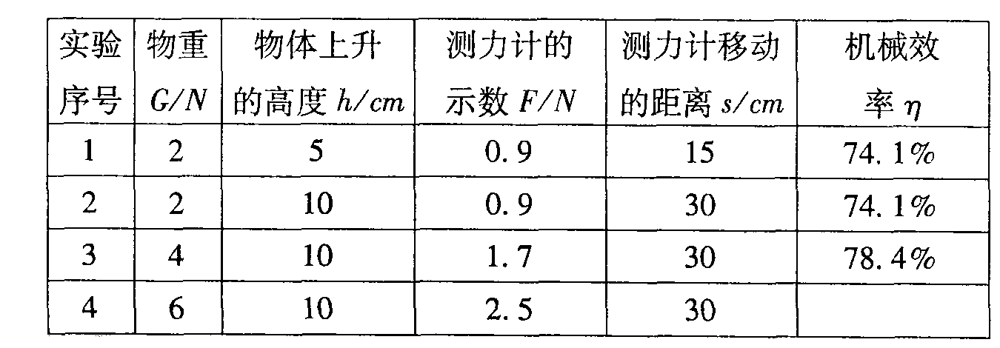 实验 物重 物体上升 测力计的 测力计移动 机械效
序号 G/N 的高度 h/cm 示数 F/N 的距离 s/cm 率 η
1 2 5 0.9 15 74.1%
2 2 10 0.9 30 74.1%
3 4 10 1.7 30 78.4%
4 6 10 2.5 30